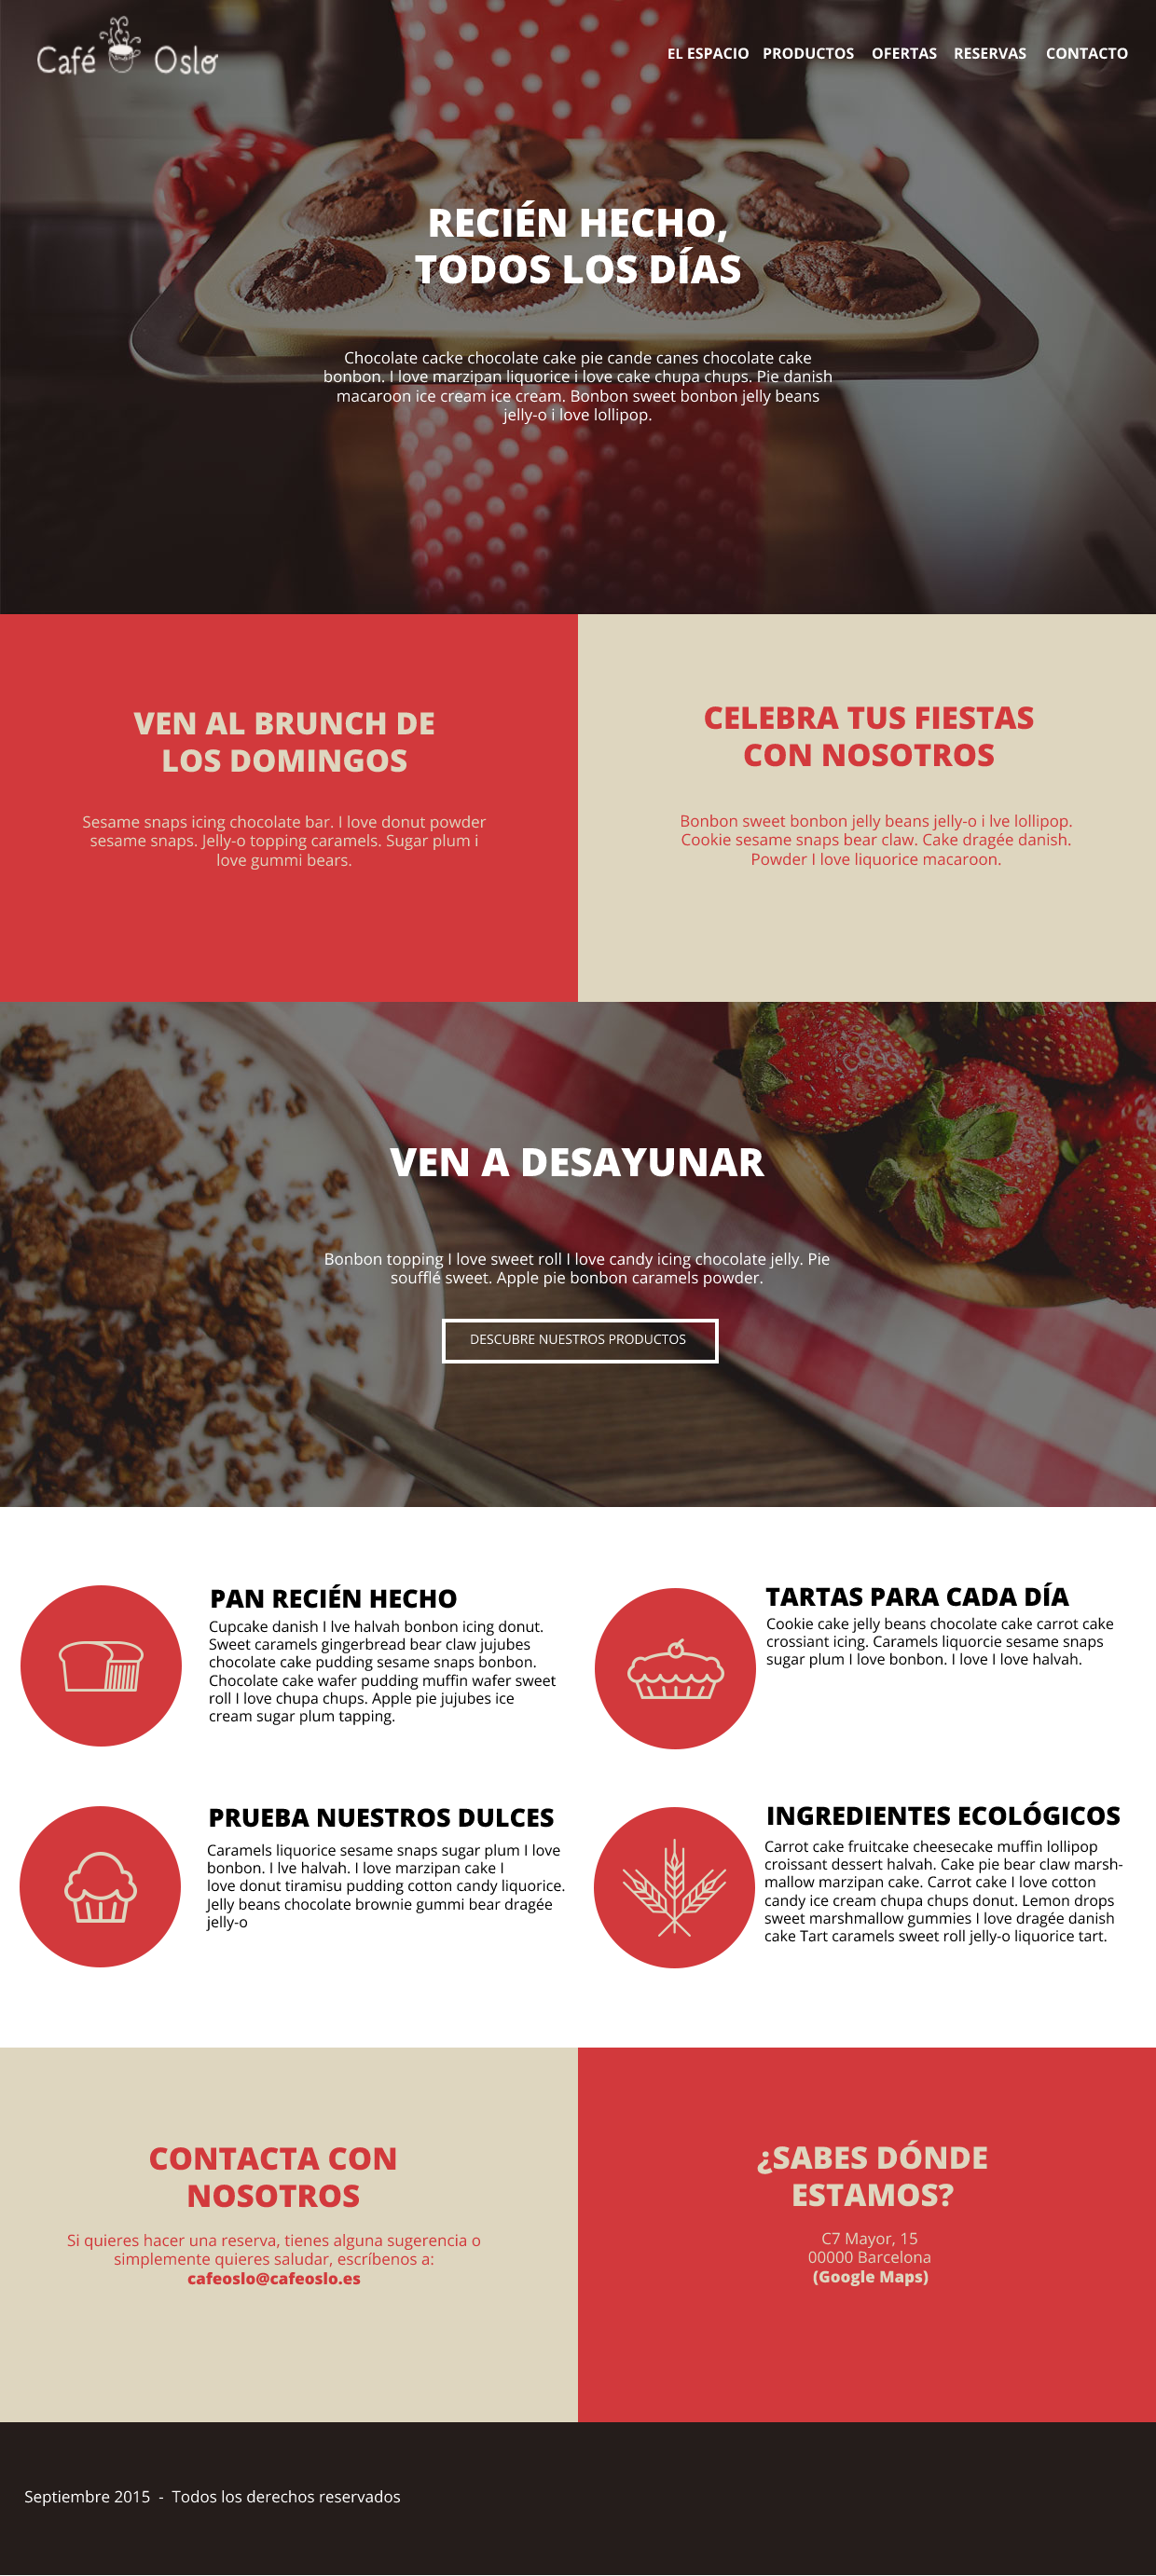 Café Oslo
EL ESPACIO PRODUCTOS OFERTAS RESERVAS CONTACTO
RECIÉN HECHO,
TODOS LOS DÍAS
Chocolate cacke chocolate cake pie cande canes chocolate cake
bonbon. I love marzipan liquorice i love cake chupa chups. Pie danish
macaroon ice cream ice cream. Bonbon sweet bonbon jelly beans
jelly-o i love lollipop.
VEN AL BRUNCH DE
LOS DOMINGOS
Sesame snaps icing chocolate bar. I love donut powder
sesame snaps. Jelly-o topping caramels. Sugar plum i
love gummi bears.
CELEBRA TUS FIESTAS
CON NOSOTROS
Bonbon sweet bonbon jelly beans jelly-o i lve lollipop.
Cookie sesame snaps bear claw. Cake dragée danish.
Powder I love liquorice macaroon.
VEN A DESAYUNAR
Bonbon topping I love sweet roll I love candy icing chocolate jelly. Pie
soufflé sweet. Apple pie bonbon caramels powder.
DESCUBRE NUESTROS PRODUCTOS
PAN RECIÉN HECHO
Cupcake danish I lve halvah bonbon icing donut.
Sweet caramels gingerbread bear claw jujubes
chocolate cake pudding sesame snaps bonbon.
Chocolate cake wafer pudding muffin wafer sweet
roll I love chupa chups. Apple pie jujubes ice
cream sugar plum tapping.
TARTAS PARA CADA DÍA
Cookie cake jelly beans chocolate cake carrot cake
crossiant icing. Caramels liquorcie sesame snaps
sugar plum I love bonbon. I love I love halvah.
PRUEBA NUESTROS DULCES
Caramels liquorice sesame snaps sugar plum I love
bonbon. I lve halvah. I love marzipan cake I
love donut tiramisu pudding cotton candy liquorice.
Jelly beans chocolate brownie gummi bear dragée
jelly-o
INGREDIENTES ECOLÓGICOS
Carrot cake fruitcake cheesecake muffin lollipop
croissant dessert halvah. Cake pie bear claw marsh-
mallow marzipan cake. Carrot cake I love cotton
candy ice cream chupa chups donut. Lemon drops
sweet marshmallow gummies I love dragée danish
cake Tart caramels sweet roll jelly-o liquorice tart.
CONTACTA CON
NOSOTROS
Si quieres hacer una reserva, tienes alguna sugerencia o
simplemente quieres saludar, escríbenos a:
cafeoslo@cafeoslo.es
¿SABES DÓNDE
ESTAMOS?
C7 Mayor, 15
00000 Barcelona
(Google Maps)
Septiembre 2015 - Todos los derechos reservados